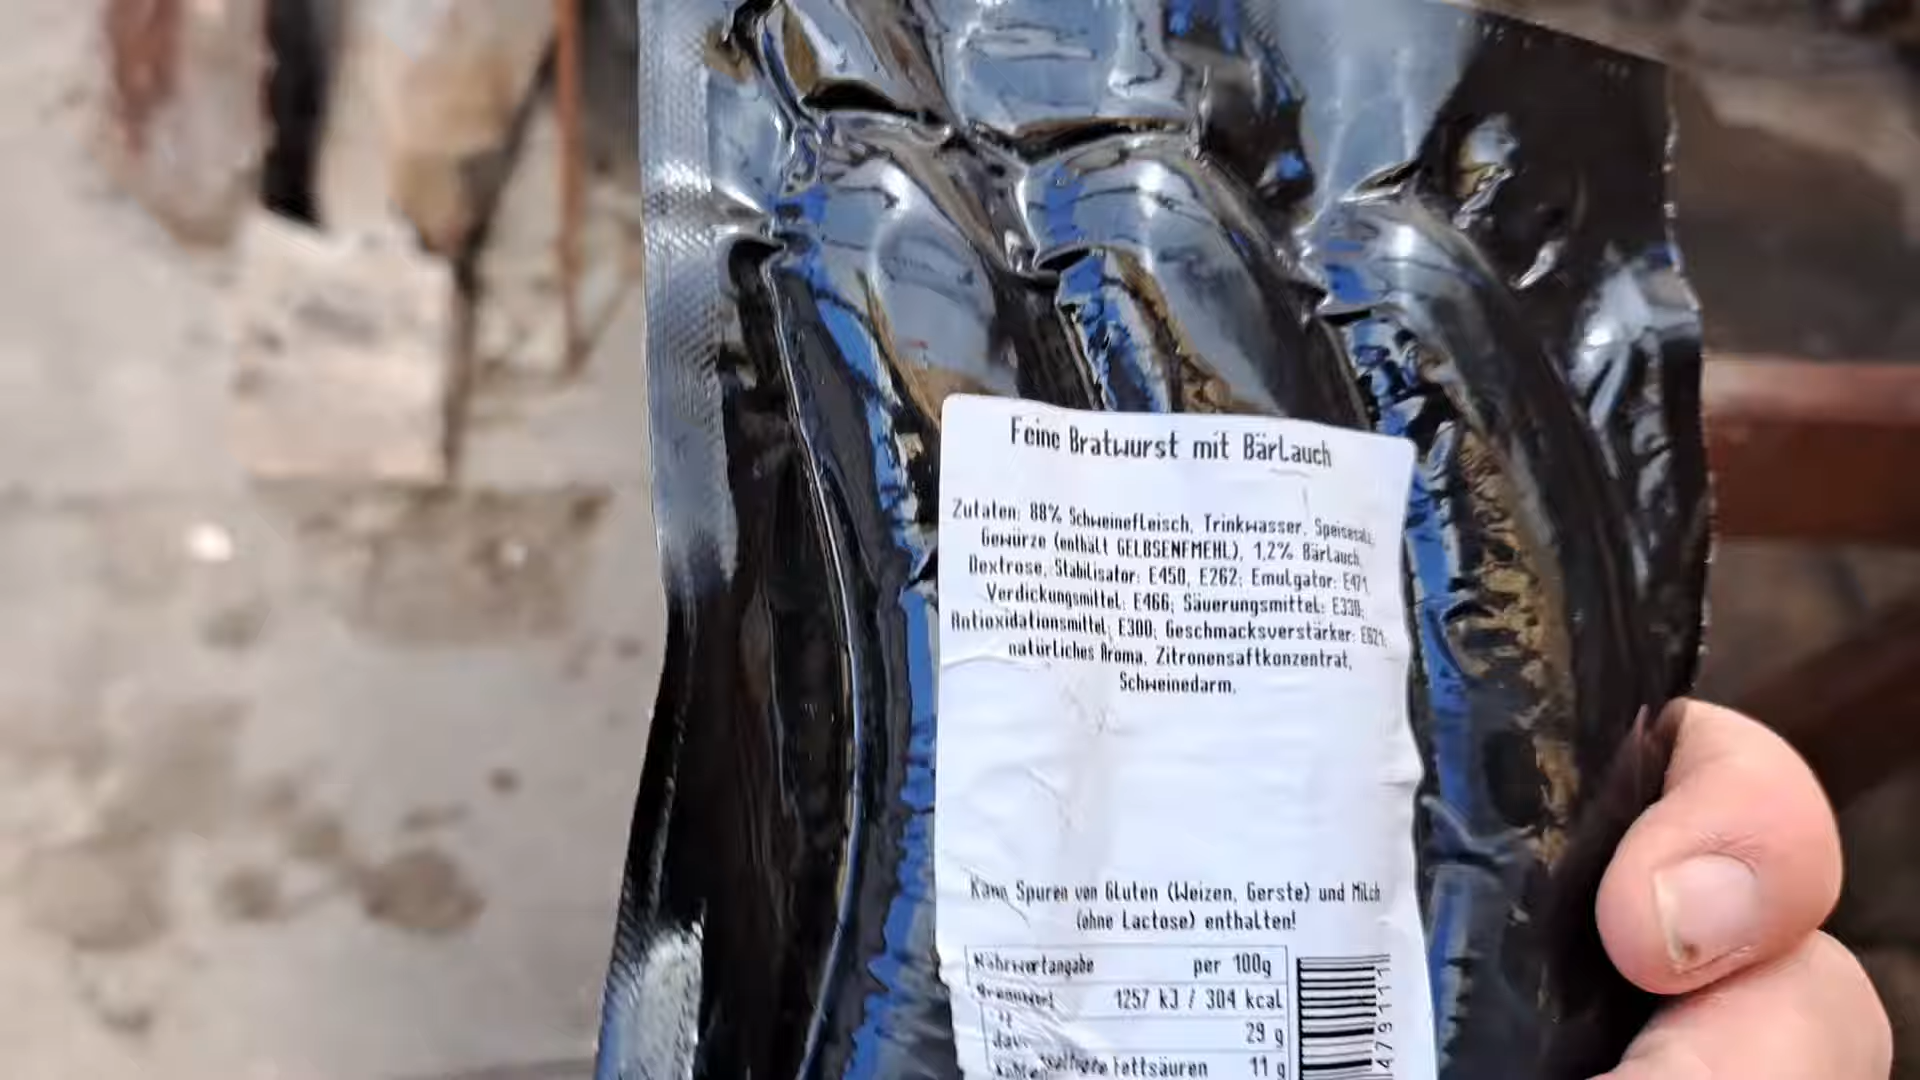 Feine Bratwurst mit Bärlauch
Zutaten: 88% Schweinefleisch, Trinkwasser, Speisesalz,
Gewürze (enthält GELBSENFMEHL), 1,2% Bärlauch,
Dextrose, Stabilisator: E450, E262; Emulgator: E471,
Verdickungsmittel: E466; Säuerungsmittel: E330;
Antioxidationsmittel; E300; Geschmacksverstärker: E621;
natürliches Aroma, Zitronensaftkonzentrat,
Schweinedarm,
Kann Spuren von Gluten (Weizen, Gerste) und Milch
(ohne Lactose) enthalten!
Nährwertangabe per 100g
Brennwert 1257 kJ / 304 kcal
29 g
Fettsäuren 11 g
479111